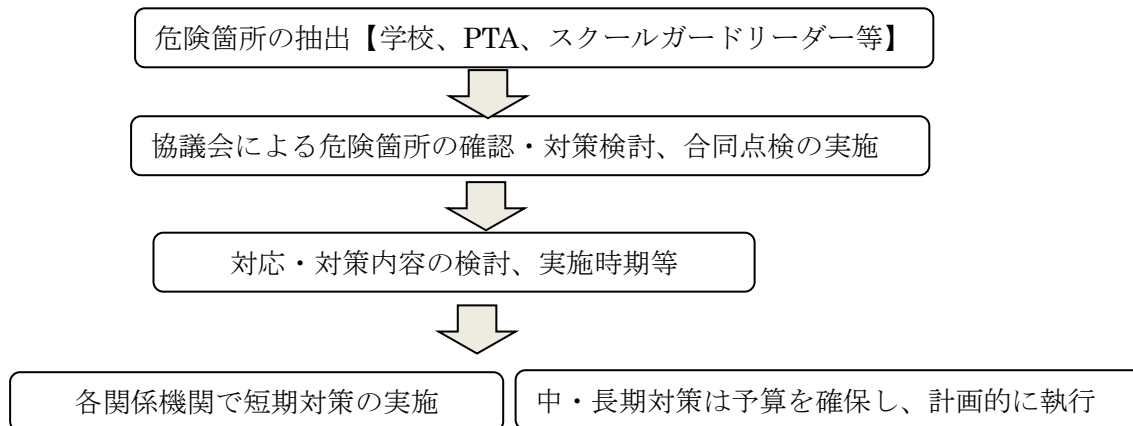 危険箇所の抽出【学校、PTA、スクールガードリーダー等】
協議会による危険箇所の確認・対策検討、合同点検の実施
対応・対策内容の検討、実施時期等
各関係機関で短期対策の実施
中・長期対策は予算を確保し、計画的に執行